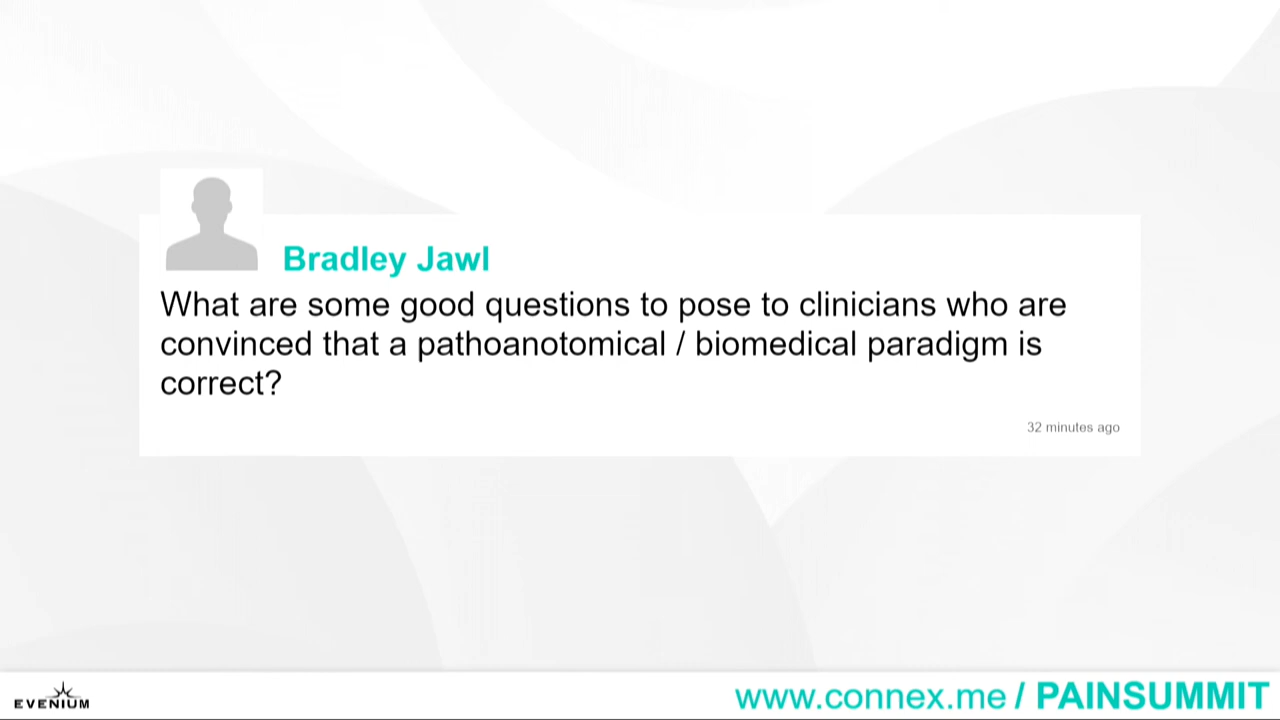 Bradley Jawl
What are some good questions to pose to clinicians who are
convinced that a pathoanotomical / biomedical paradigm is
correct?
32 minutes ago
EVENIUM
www.connex.me / PAINSUMMIT